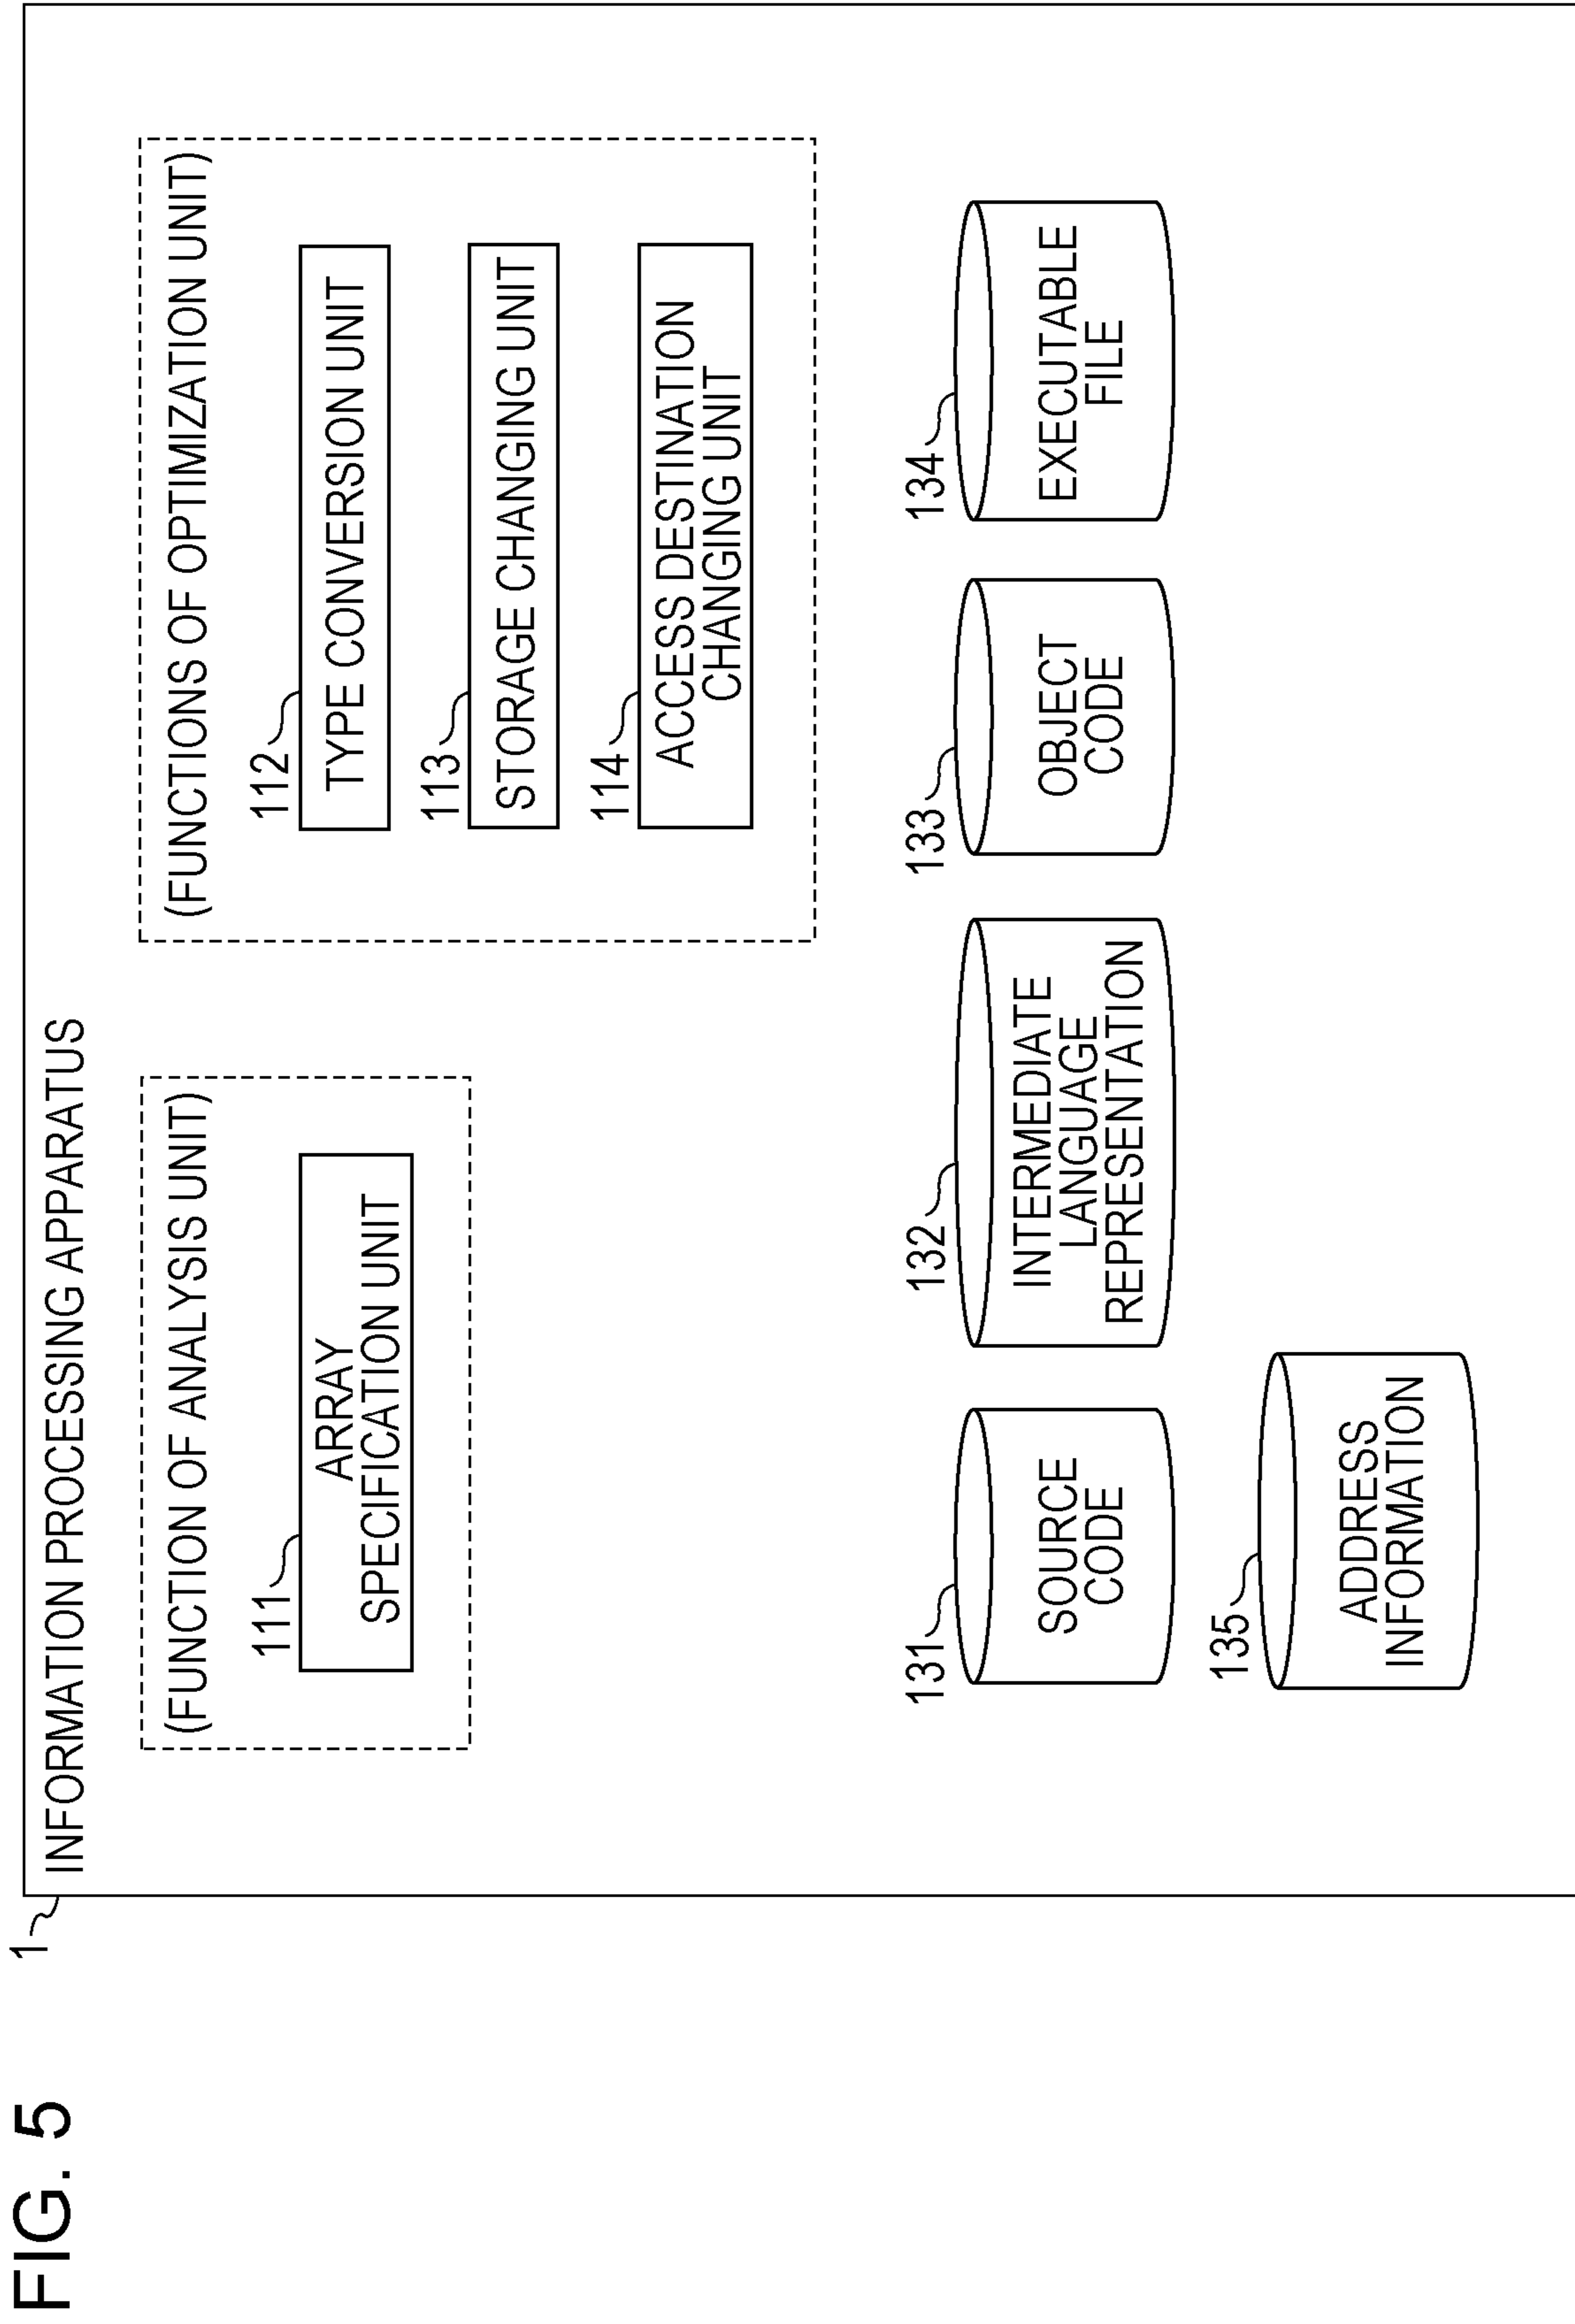 FIG. 5
1
INFORMATION PROCESSING APPARATUS
(FUNCTION OF ANALYSIS UNIT)
111
ARRAY
SPECIFICATION UNIT
(FUNCTIONS OF OPTIMIZATION UNIT)
112
TYPE CONVERSION UNIT
113
STORAGE CHANGING UNIT
114
ACCESS DESTINATION
CHANGING UNIT
131
SOURCE
CODE
132
INTERMEDIATE
LANGUAGE
REPRESENTATION
133
OBJECT
CODE
134
EXECUTABLE
FILE
135
ADDRESS
INFORMATION